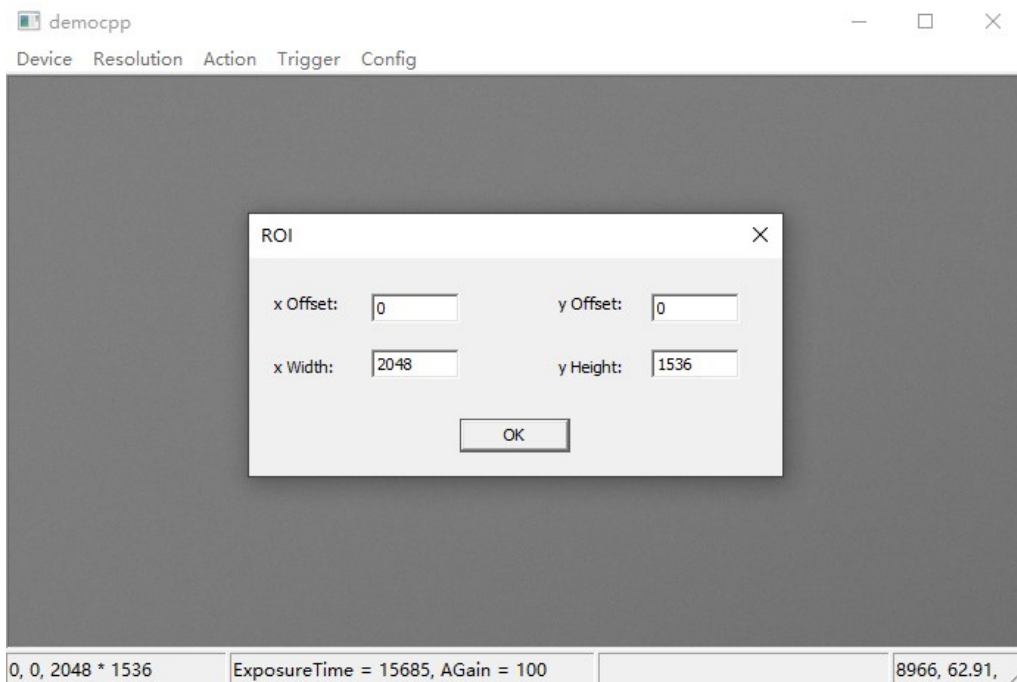 democpp
Device Resolution Action Trigger Config
ROI
x Offset: 0 y Offset: 0
x Width: 2048 y Height: 1536
OK
0, 0, 2048 * 1536 ExposureTime = 15685, AGain = 100 8966, 62.91,